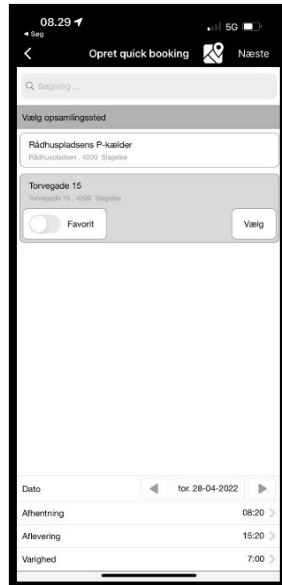 08.29
5G
◀ Søg
Opret quick booking
Næste
Søgning ...
Vælg opsamlingssted
Rådhuspladsens P-kælder
Rådhuspladsen , 4200 Slagelse
Torvegade 15
Torvegade 15 , 4200 Slagelse
Favorit
Vælg
Dato
tor. 28-04-2022
Afhentning 08:20
Aflevering 15:20
Varighed 7:00